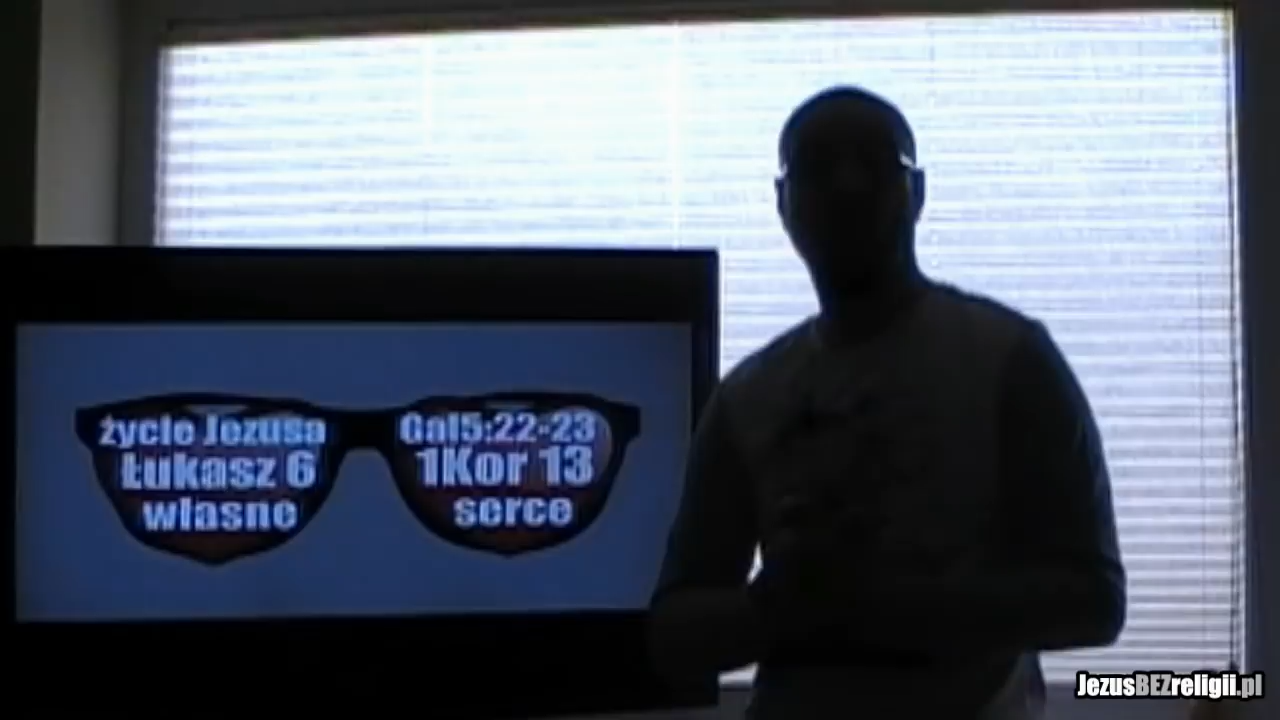 życie Jezusa
Łukasz 6
własne
Gal5:22-23
1Kor 13
serce
JezusBEZreligii.pl